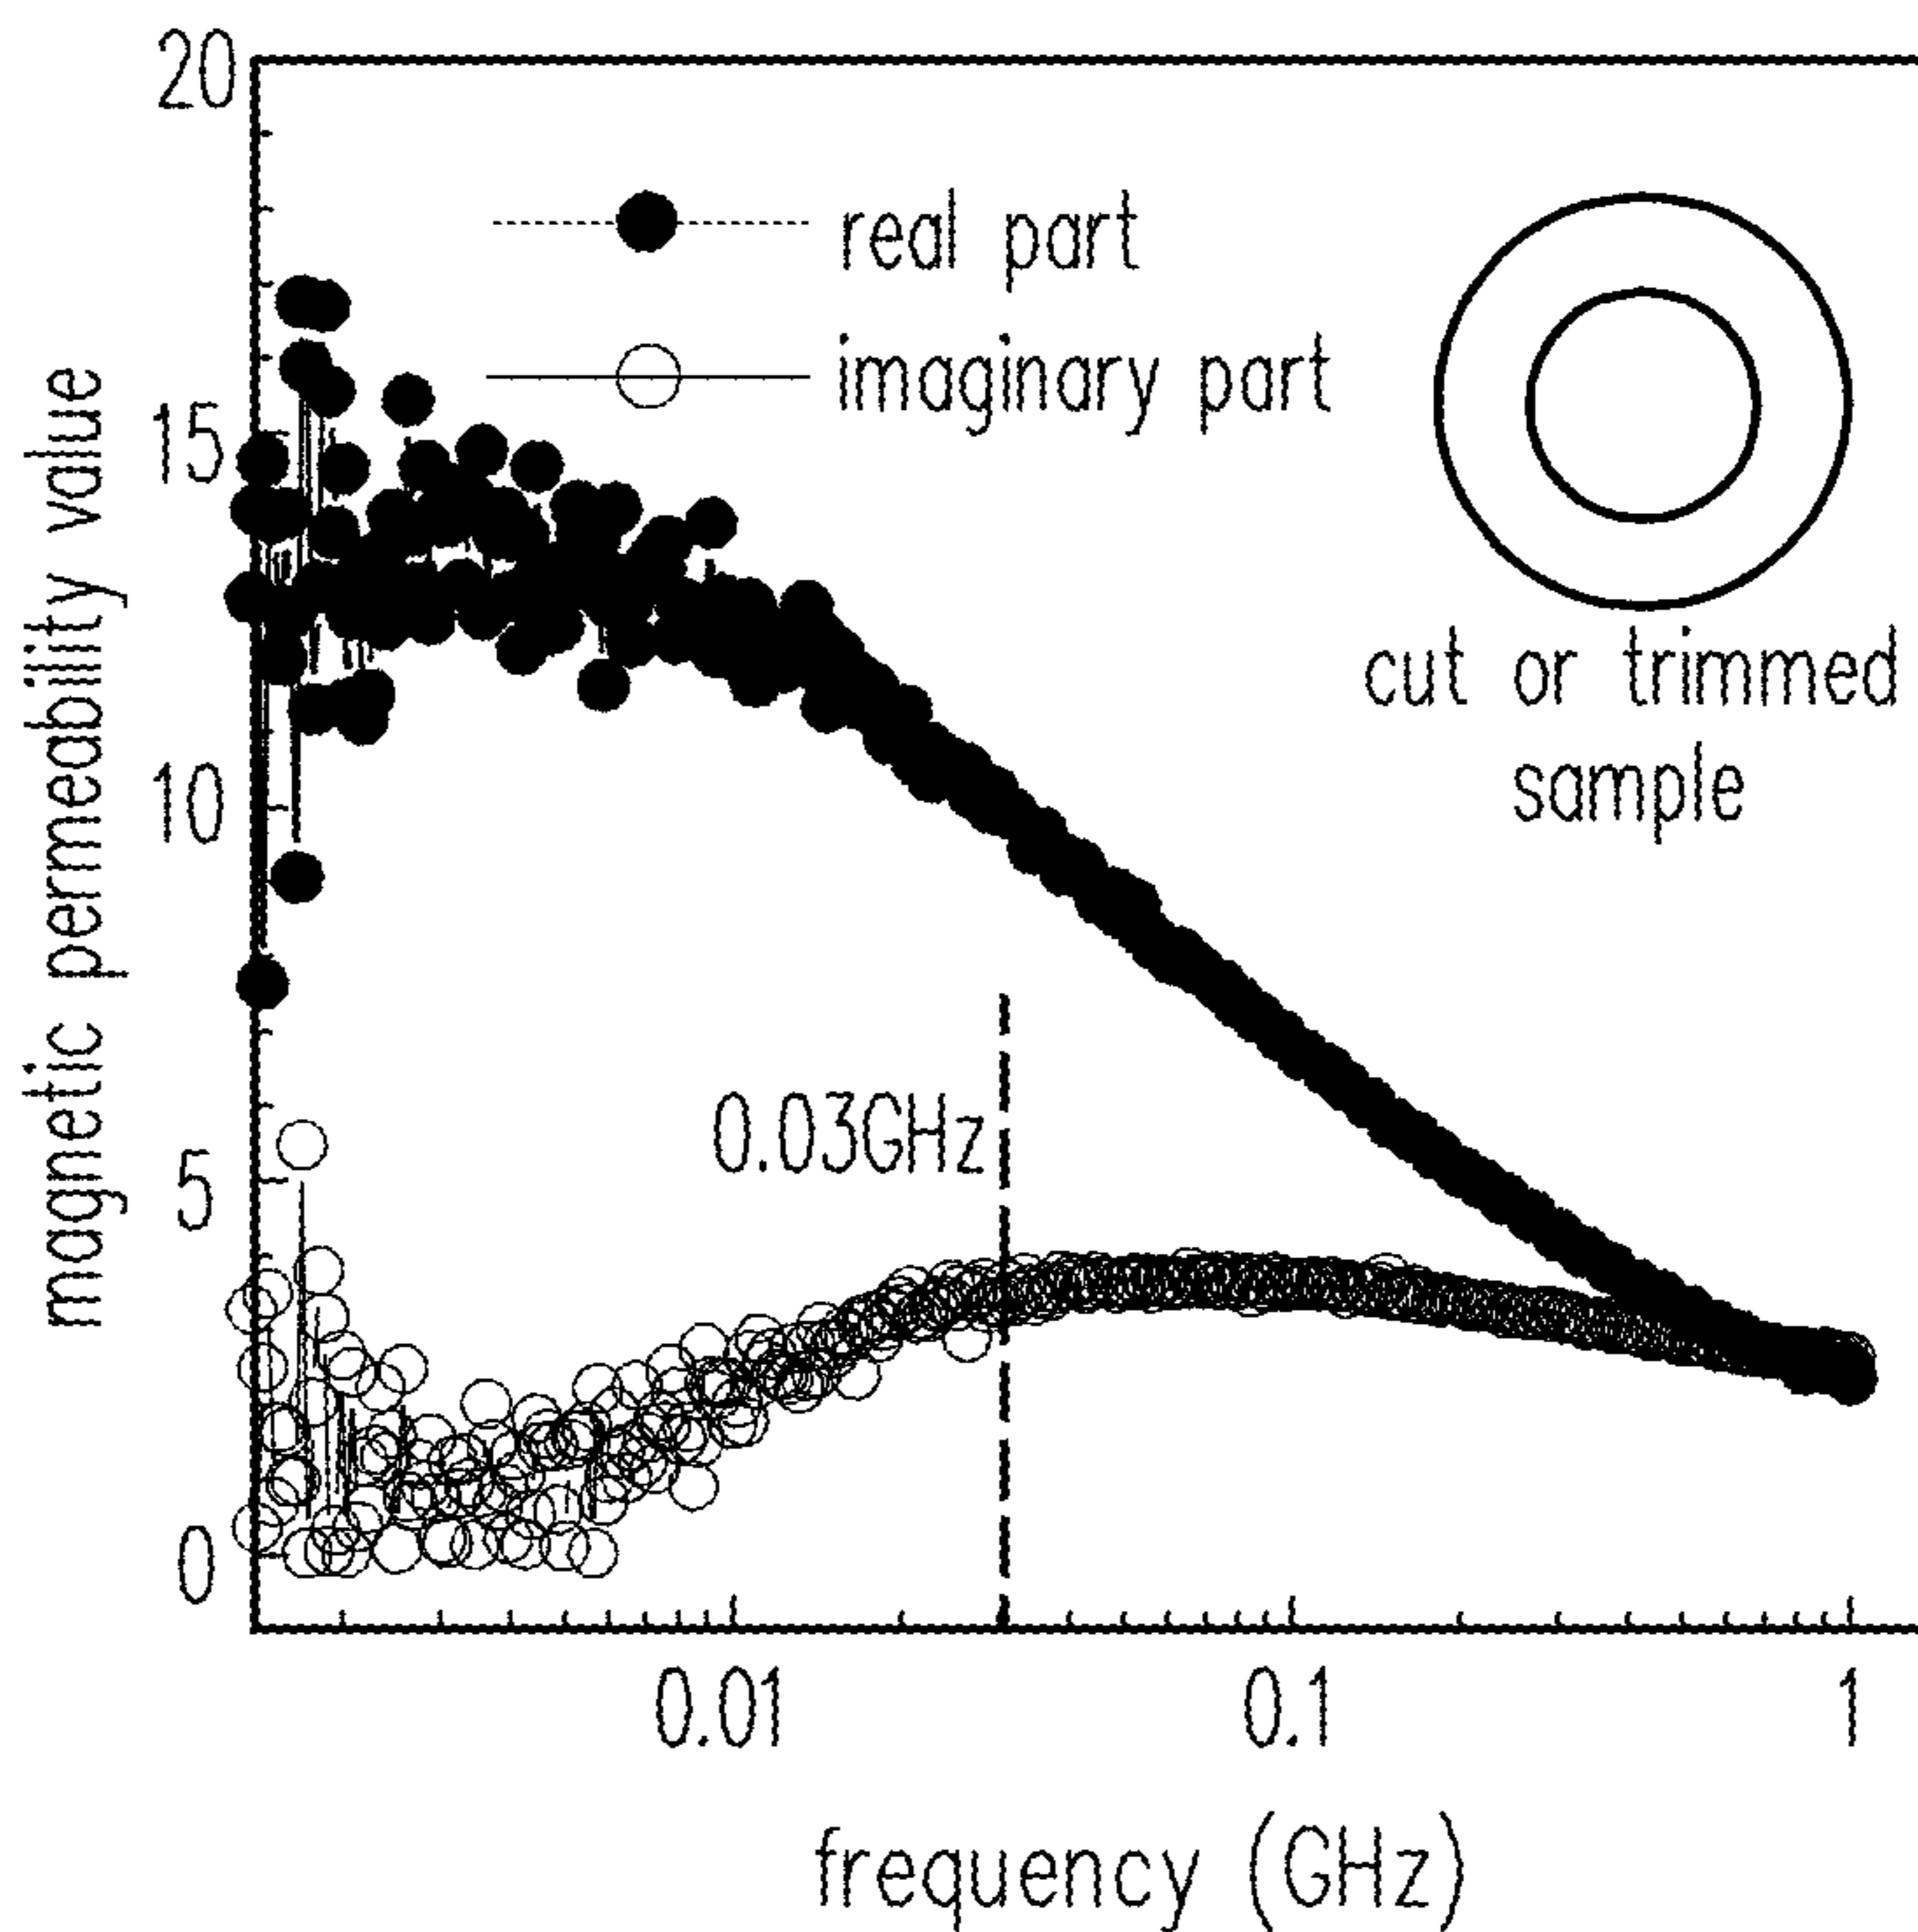 20
15
10
5
0
magnetic permeability value
real part
imaginary part
cut or trimmed
sample
0.03GHz
0.01
0.1
1
frequency (GHz)